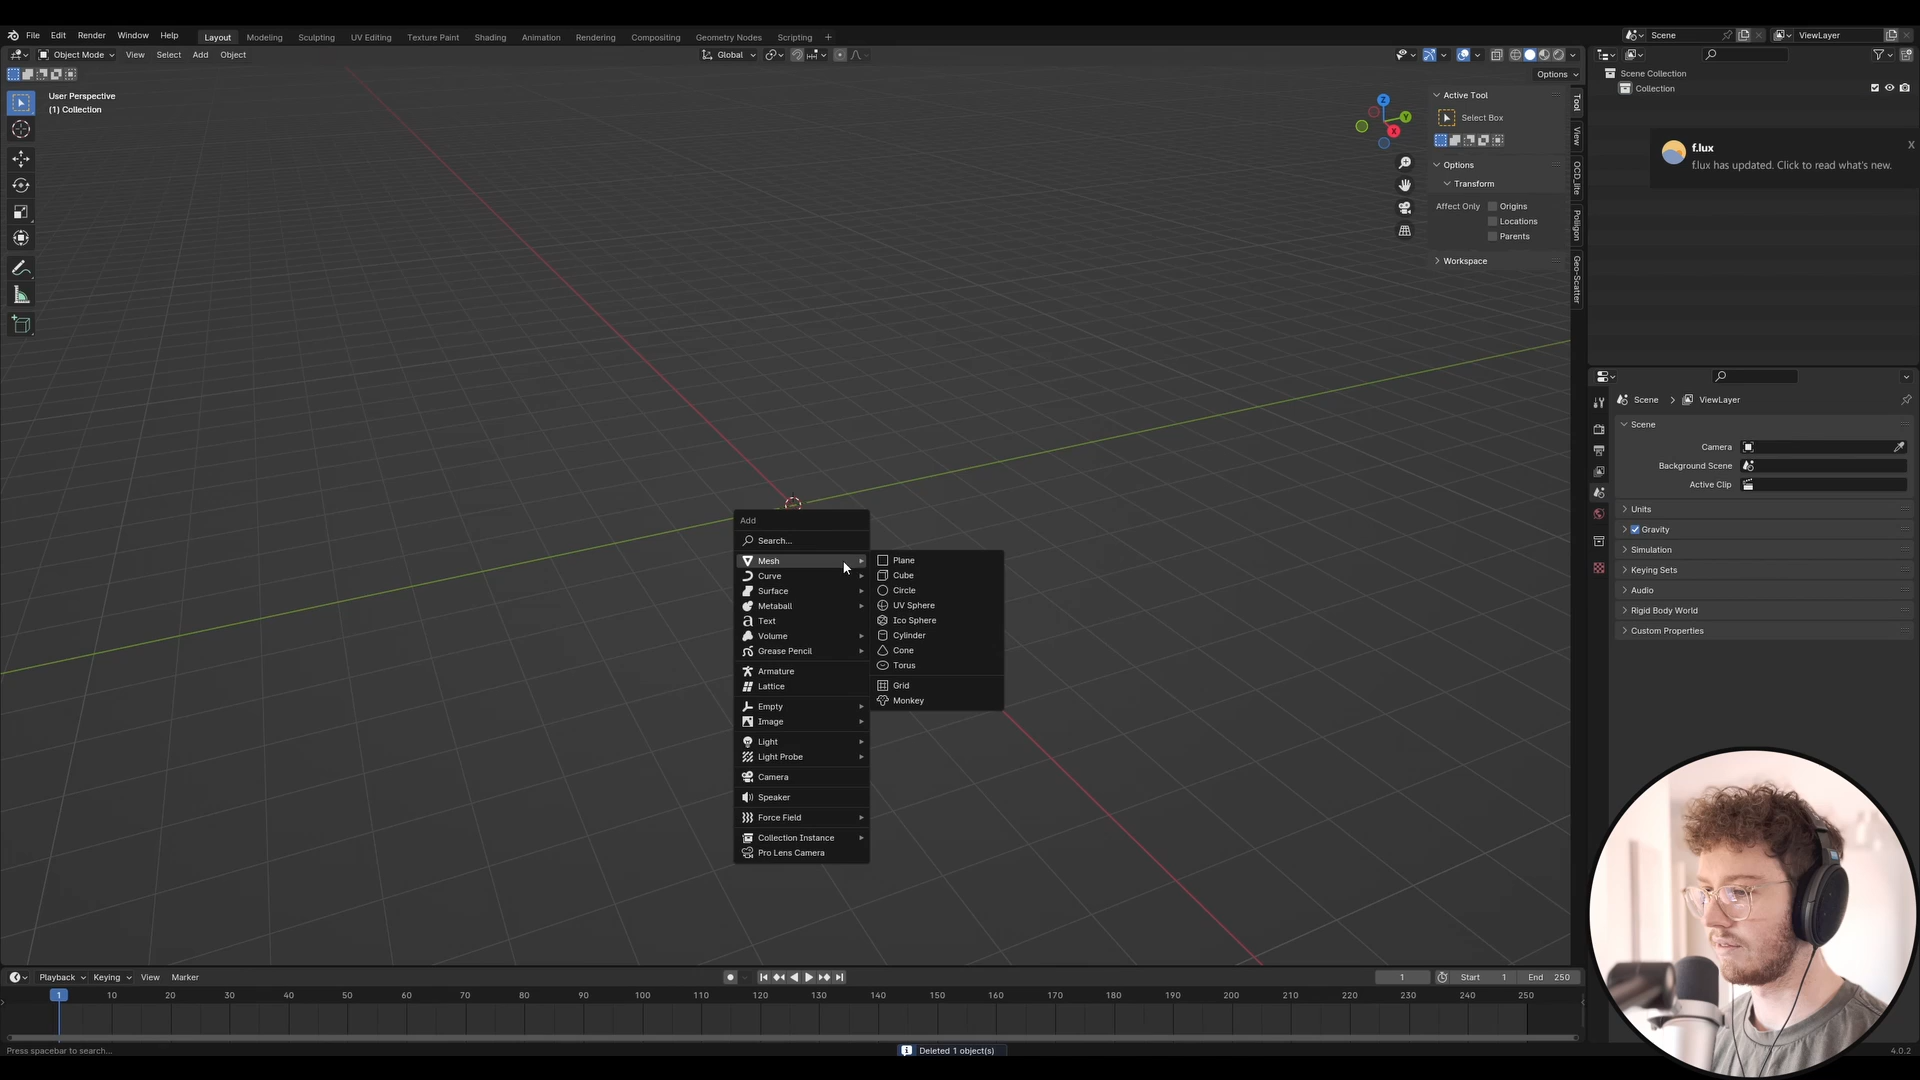 File Edit Render Window Help Layout Modeling Sculpting UV Editing Texture Paint Shading Animation Rendering Compositing Geometry Nodes Scripting + Scene ViewLayer
Object Mode View Select Add Object Global
Options
User Perspective
(1) Collection
Z
Y
X
Active Tool
Select Box
Options
Transform
Affect Only Origins
Locations
Parents
Workspace
Tool
View
OCD_lite
Poliigon
Geo-Scatter
Scene Collection
Collection
f.lux
X
f.lux has updated. Click to read what's new.
Scene > ViewLayer
Scene
Camera
Background Scene
Active Clip
Units
Gravity
Simulation
Keying Sets
Audio
Rigid Body World
Custom Properties
Add
Search...
Mesh
Curve
Surface
Metaball
Text
Volume
Grease Pencil
Armature
Lattice
Empty
Image
Light
Light Probe
Camera
Speaker
Force Field
Collection Instance
Pro Lens Camera
Plane
Cube
Circle
UV Sphere
Ico Sphere
Cylinder
Cone
Torus
Grid
Monkey
Playback Keying View Marker 1 Start 1 End 250
1 10 20 30 40 50 60 70 80 90 100 110 120 130 140 150 160 170 180 190 200 210 220 230 240 250
Press spacebar to search... Deleted 1 object(s) 4.0.2